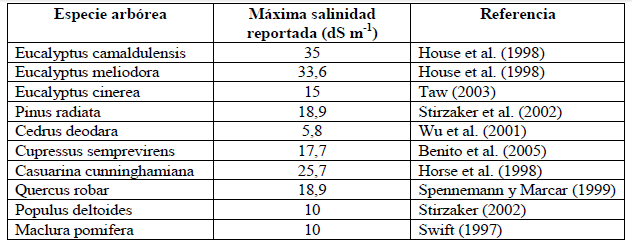 Especie arbórea Máxima salinidad reportada (dS m-1) Referencia
Eucalyptus camaldulensis 35 House et al. (1998)
Eucalyptus meliodora 33,6 House et al. (1998)
Eucalyptus cinerea 15 Taw (2003)
Pinus radiata 18,9 Stirzaker et al. (2002)
Cedrus deodara 5,8 Wu et al. (2001)
Cupressus semprevirens 17,7 Benito et al. (2005)
Casuarina cunninghamiana 25,7 Horse et al. (1998)
Quercus robar 18,9 Spennemann y Marcar (1999)
Populus deltoides 10 Stirzaker (2002)
Maclura pomifera 10 Swift (1997)